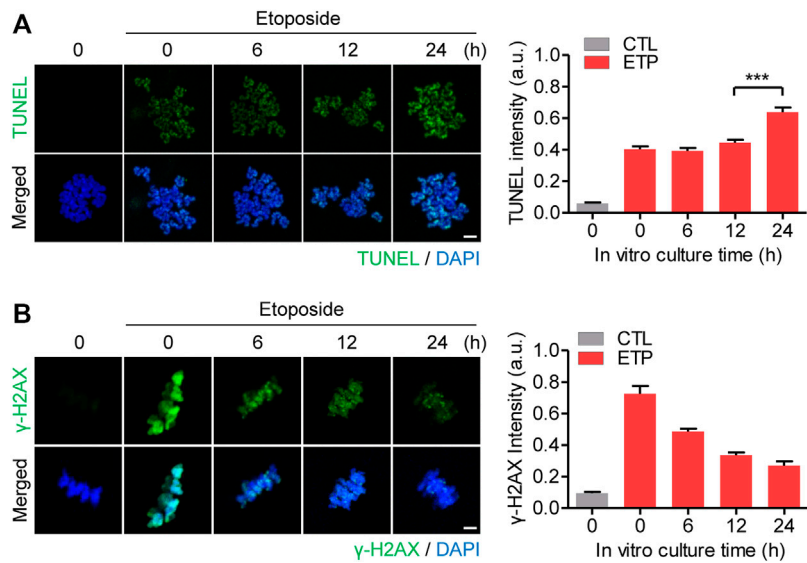 A
Etoposide
0 0 6 12 24 (h)
TUNEL
Merged
TUNEL / DAPI
CTL
ETP
***
TUNEL intensity (a.u.)
1.0
0.8
0.6
0.4
0.2
0.0
0 0 6 12 24
In vitro culture time (h)
B
Etoposide
0 0 6 12 24 (h)
γ-H2AX
Merged
γ-H2AX / DAPI
CTL
ETP
γ-H2AX Intensity (a.u.)
1.0
0.8
0.6
0.4
0.2
0.0
0 0 6 12 24
In vitro culture time (h)